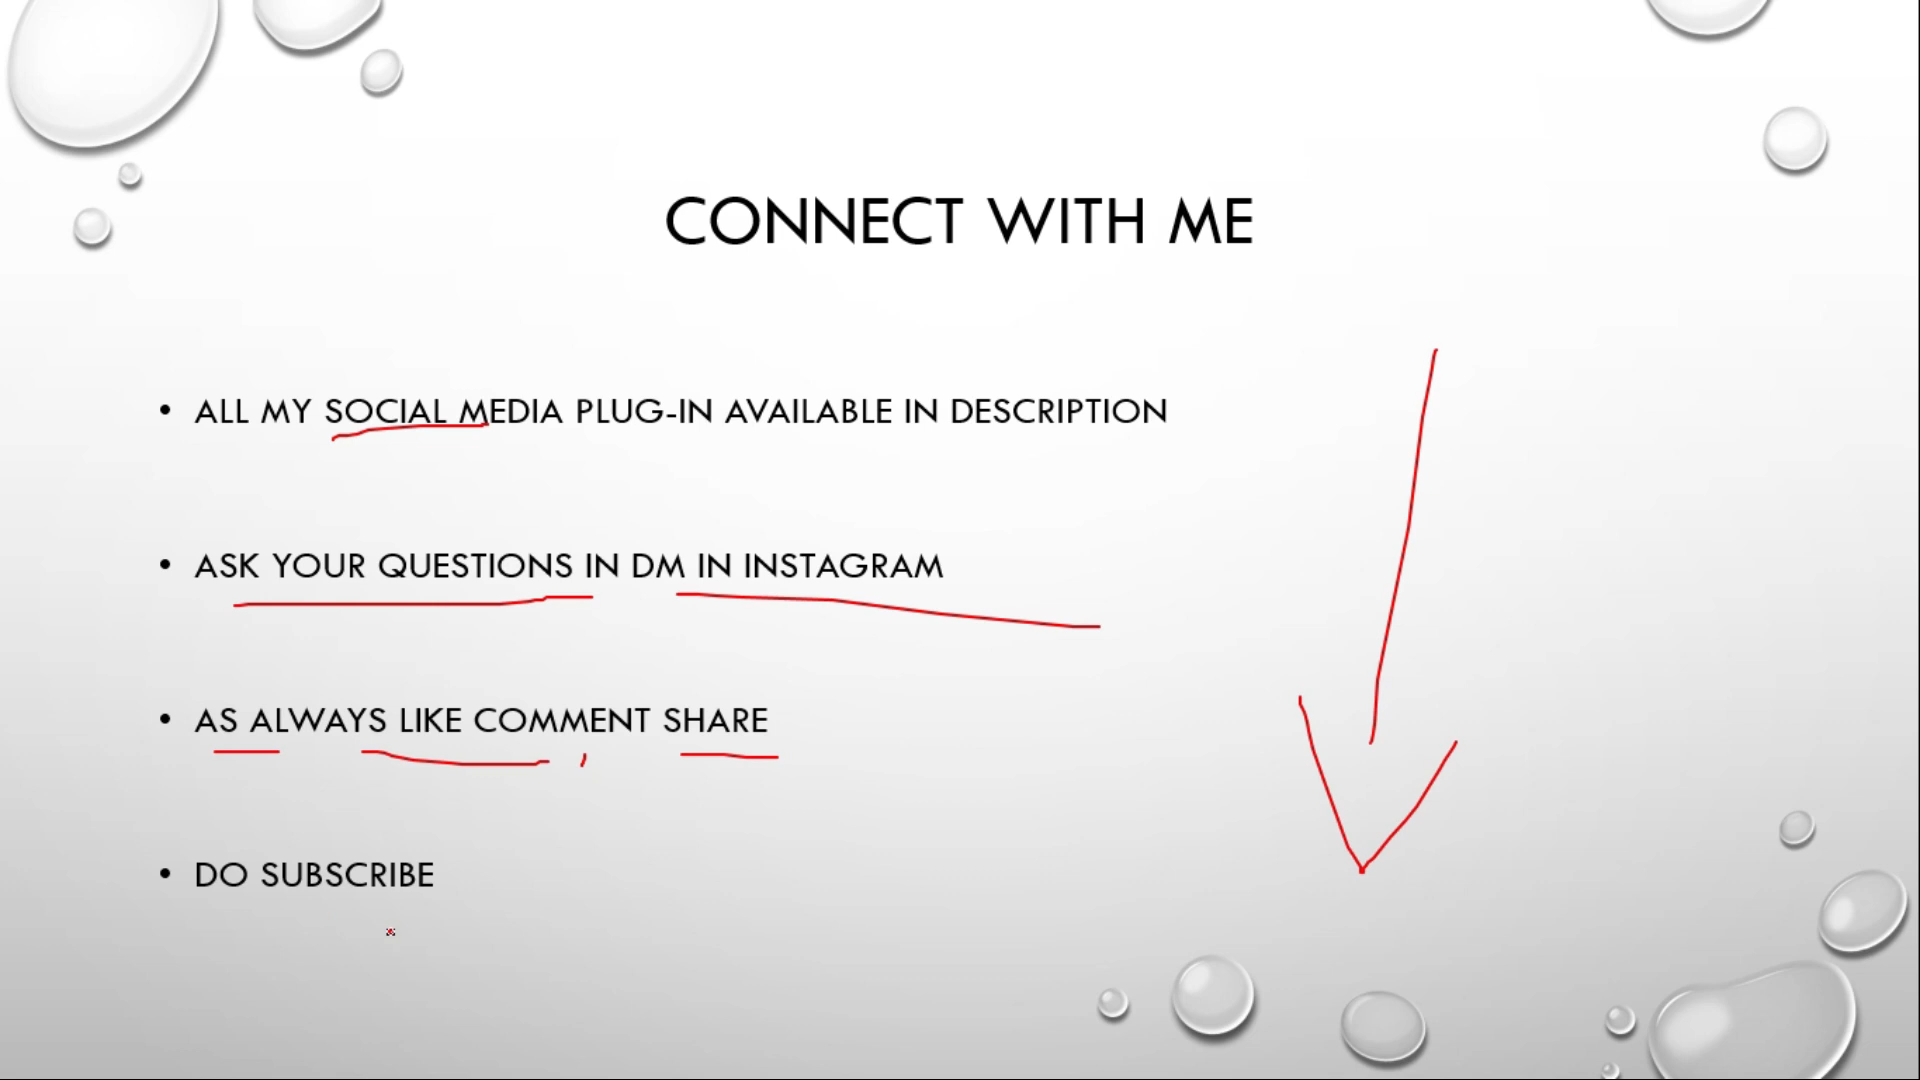 CONNECT WITH ME
• ALL MY SOCIAL MEDIA PLUG-IN AVAILABLE IN DESCRIPTION
• ASK YOUR QUESTIONS IN DM IN INSTAGRAM
• AS ALWAYS LIKE COMMENT SHARE
• DO SUBSCRIBE